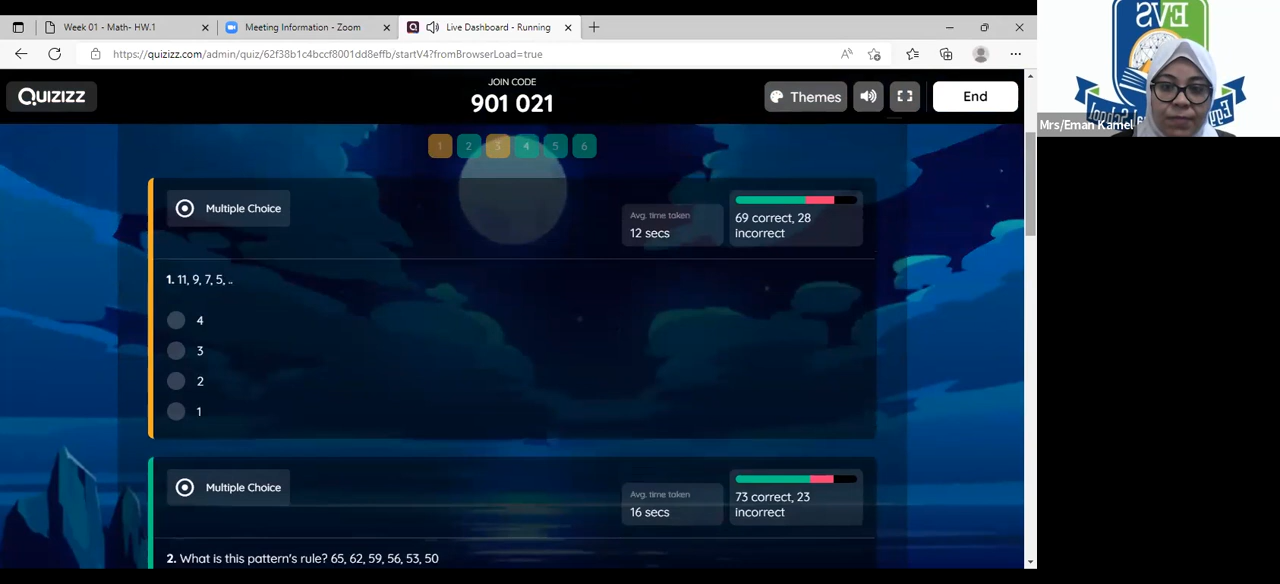 Week 01 - Math- HW.1
Meeting Information - Zoom
Live Dashboard - Running
https://quizizz.com/admin/quiz/62f38b1c4bccf8001dd8effb/startV4?fromBrowserLoad=true
Quizizz
JOIN CODE
901 021
Themes
End
1 2 3 4 5 6
Multiple Choice
Avg. time taken
12 secs
69 correct, 28
incorrect
1. 11, 9, 7, 5, ..
4
3
2
1
Multiple Choice
Avg. time taken
16 secs
73 correct, 23
incorrect
2. What is this pattern's rule? 65, 62, 59, 56, 53, 50
EVS
Mrs/Eman Kamel